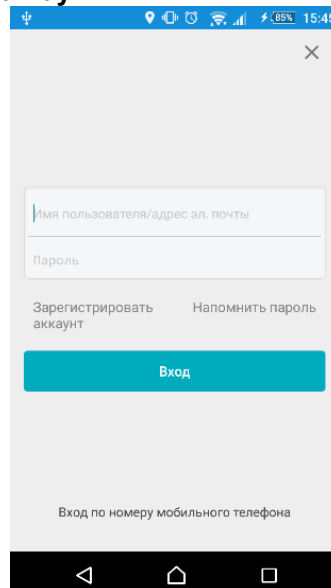 85% 15:45
Имя пользователя/адрес эл. почты
Пароль
Зарегистрировать аккаунт
Напомнить пароль
Вход
Вход по номеру мобильного телефона